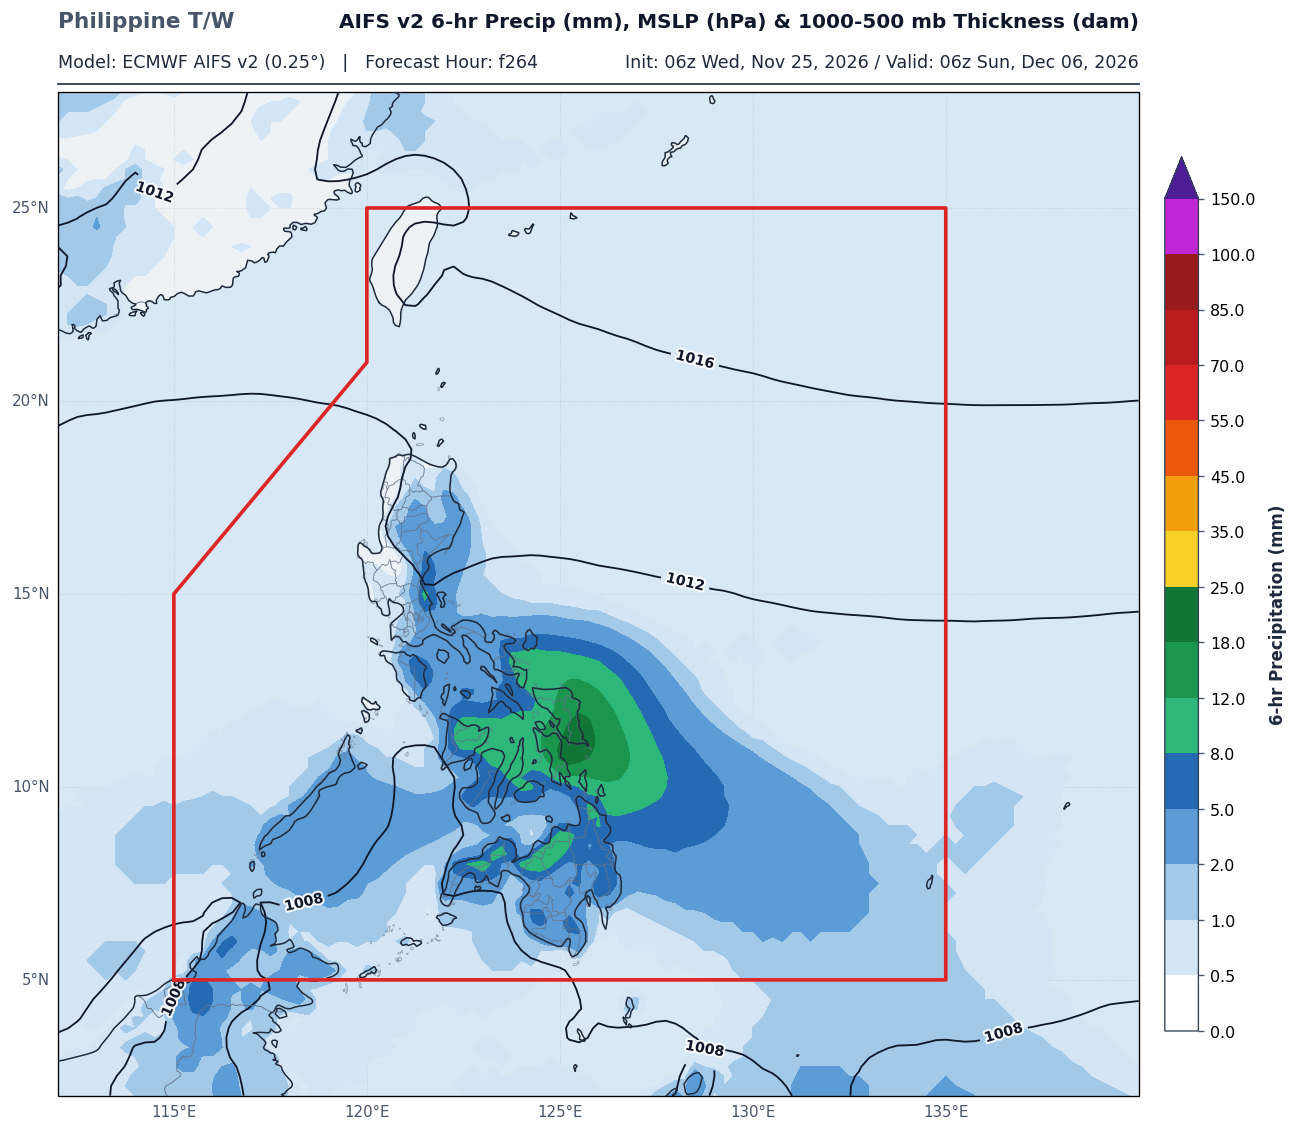 Philippine T/W
AIFS v2 6-hr Precip (mm), MSLP (hPa) & 1000-500 mb Thickness (dam)
Model: ECMWF AIFS v2 (0.25°) | Forecast Hour: f264
Init: 06z Wed, Nov 25, 2026 / Valid: 06z Sun, Dec 06, 2026
1012
25°N
1016
20°N
1012
15°N
10°N
1008
5°N
1008
1008
1008
115°E
120°E
125°E
130°E
135°E
150.0
100.0
85.0
70.0
55.0
45.0
35.0
25.0
18.0
12.0
8.0
5.0
2.0
1.0
0.5
0.0
6-hr Precipitation (mm)